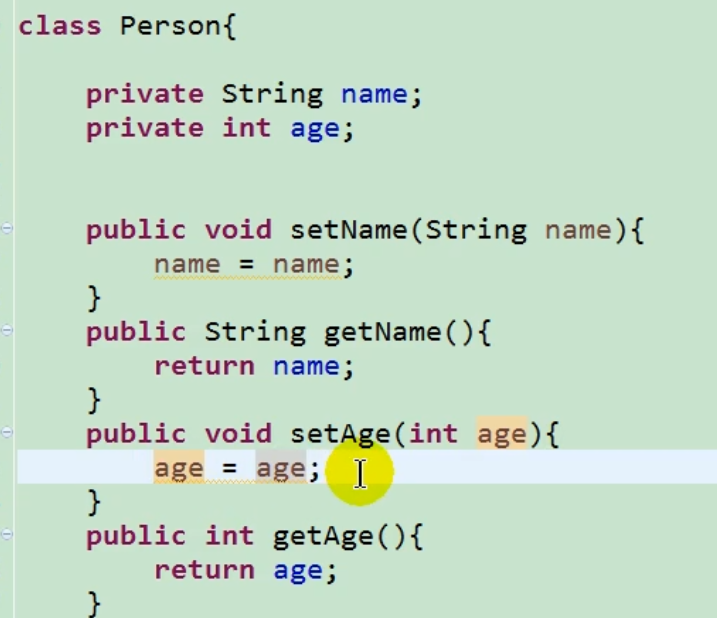 class Person{
    private String name;
    private int age;
    public void setName(String name){
        name = name;
    }
    public String getName(){
        return name;
    }
    public void setAge(int age){
        age = age;
    }
    public int getAge(){
        return age;
    }